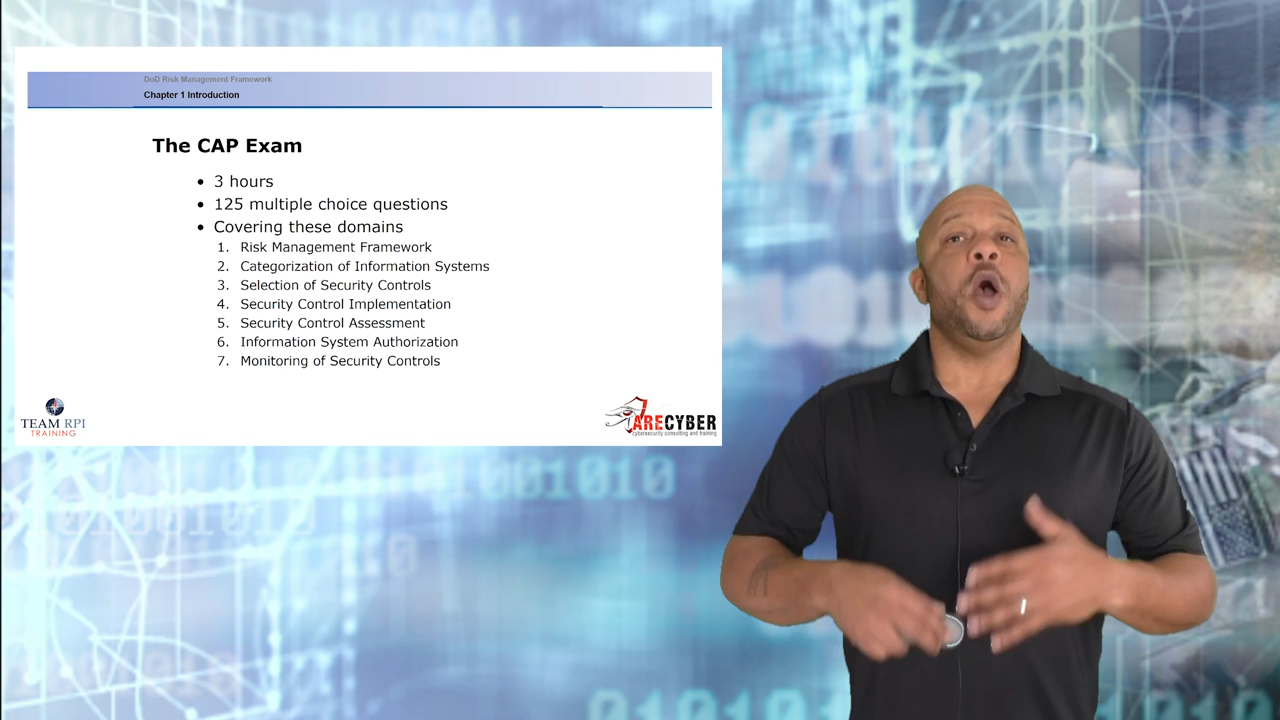 DoD Risk Management Framework
Chapter 1 Introduction
The CAP Exam
• 3 hours
• 125 multiple choice questions
• Covering these domains
1. Risk Management Framework
2. Categorization of Information Systems
3. Selection of Security Controls
4. Security Control Implementation
5. Security Control Assessment
6. Information System Authorization
7. Monitoring of Security Controls
TEAM RPI
TRAINING
ARECYBER
cybersecurity consulting and training
01001010
010101